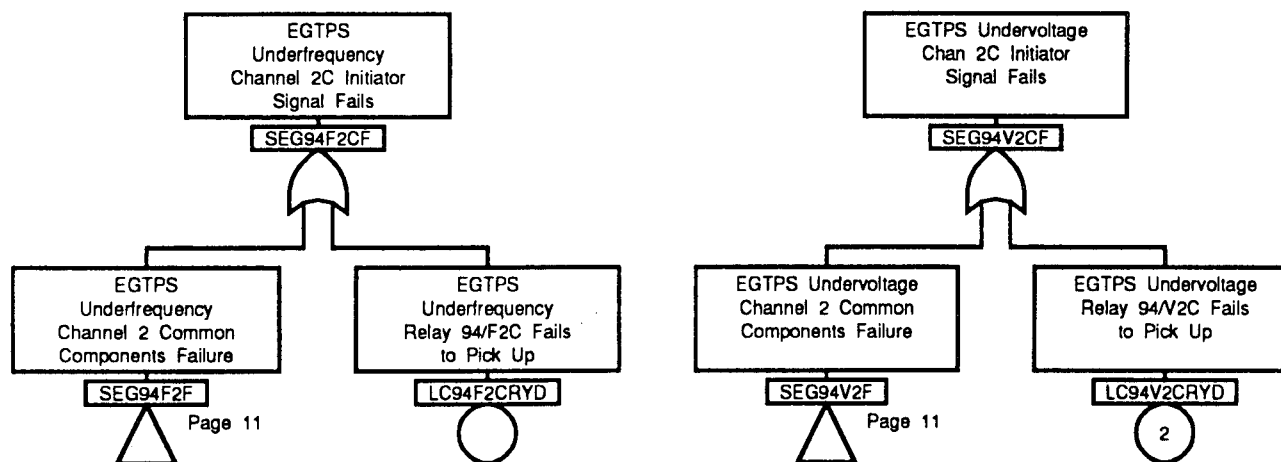 EGTPS
Underfrequency
Channel 2C Initiator
Signal Fails
SEG94F2CF
EGTPS
Underfrequency
Channel 2 Common
Components Failure
SEG94F2F
Page 11
EGTPS
Underfrequency
Relay 94/F2C Fails
to Pick Up
LC94F2CRYD
EGTPS Undervoltage
Chan 2C Initiator
Signal Fails
SEG94V2CF
EGTPS Undervoltage
Channel 2 Common
Components Failure
SEG94V2F
Page 11
EGTPS Undervoltage
Relay 94/V2C Fails
to Pick Up
LC94V2CRYD
2